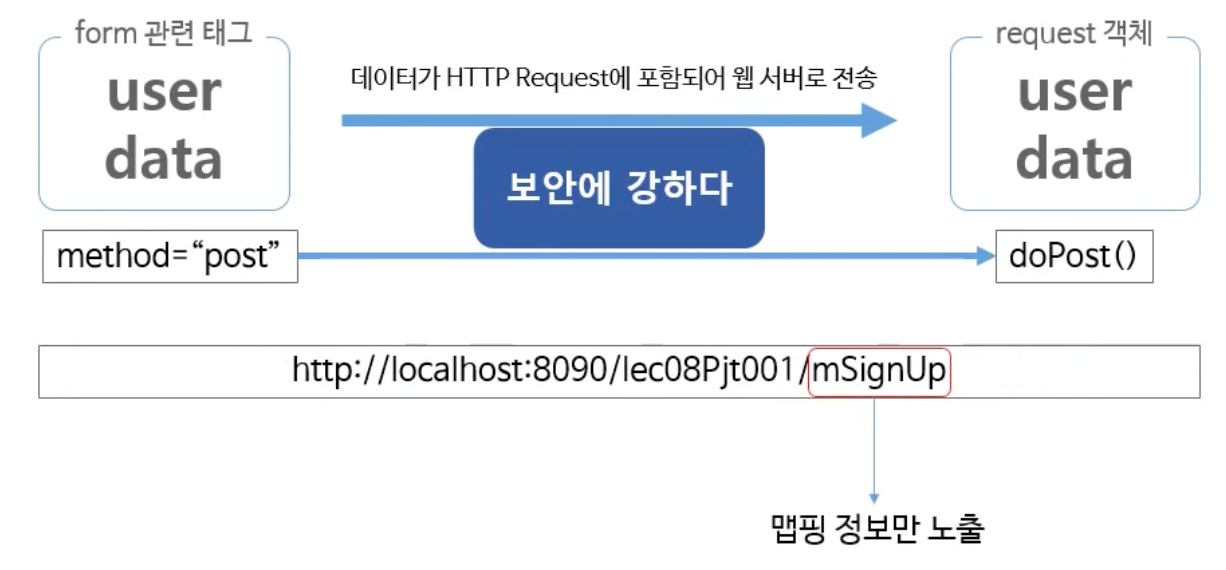 form 관련 태그
user
data
데이터가 HTTP Request에 포함되어 웹 서버로 전송
보안에 강하다
request 객체
user
data
method=“post”
doPost()
http://localhost:8090/lec08Pjt001/mSignUp
맵핑 정보만 노출